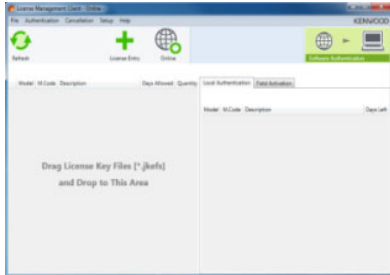 License Management Client - Online
File Authentication Cancellation Setup Help
KENWOOD
Refresh
License Entry
Online
Software Authentication
Model M.Code Description Days Allowed Quantity
Local Authentication Field Activation
Model M.Code Description Days Left
Drag License Key Files [*.jkefs]
and Drop to This Area